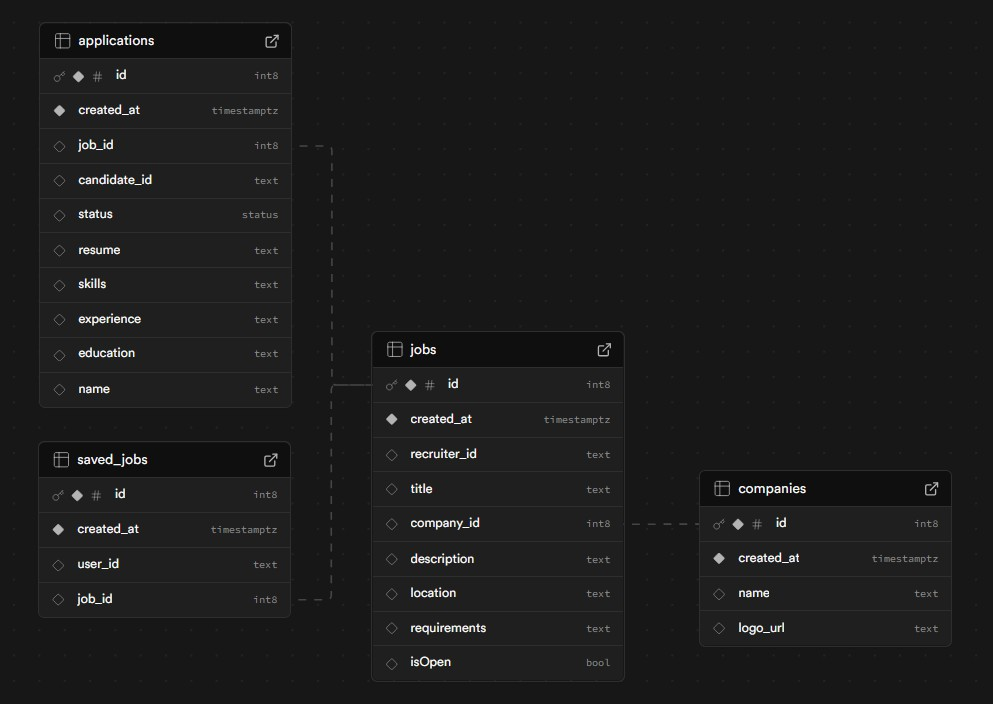 applications
# id int8
created_at timestamptz
job_id int8
candidate_id text
status status
resume text
skills text
experience text
education text
name text
saved_jobs
# id int8
created_at timestamptz
user_id text
job_id int8
jobs
# id int8
created_at timestamptz
recruiter_id text
title text
company_id int8
description text
location text
requirements text
isOpen bool
companies
# id int8
created_at timestamptz
name text
logo_url text